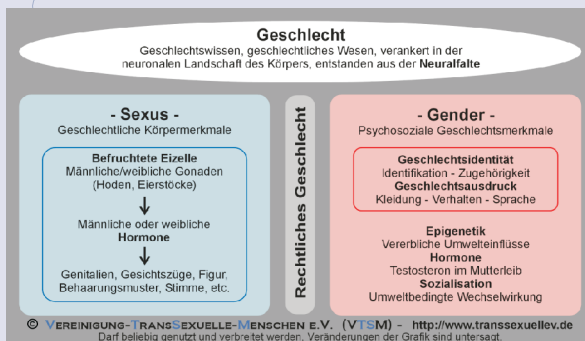 Geschlecht
Geschlechtswissen, geschlechtliches Wesen, verankert in der
neuronalen Landschaft des Körpers, entstanden aus der Neuralfalte
- Sexus -
Geschlechtliche Körpermerkmale
Befruchtete Eizelle
Männliche/weibliche Gonaden
(Hoden, Eierstöcke)
Männliche oder weibliche
Hormone
Genitalien, Gesichtszüge, Figur,
Behaarungsmuster, Stimme, etc.
Rechtliches Geschlecht
- Gender -
Psychosoziale Geschlechtsmerkmale
Geschlechtsidentität
Identifikation - Zugehörigkeit
Geschlechtsausdruck
Kleidung - Verhalten - Sprache
Epigenetik
Vererbliche Umwelteinflüsse
Hormone
Testosteron im Mutterleib
Sozialisation
Umweltbedingte Wechselwirkung
© VEREINIGUNG-TRANSSEXUELLE-MENSCHEN E.V. (VTSM) - http://www.transsexuellev.de
Darf beliebig genutzt und verbreitet werden, Veränderungen der Grafik sind untersagt.